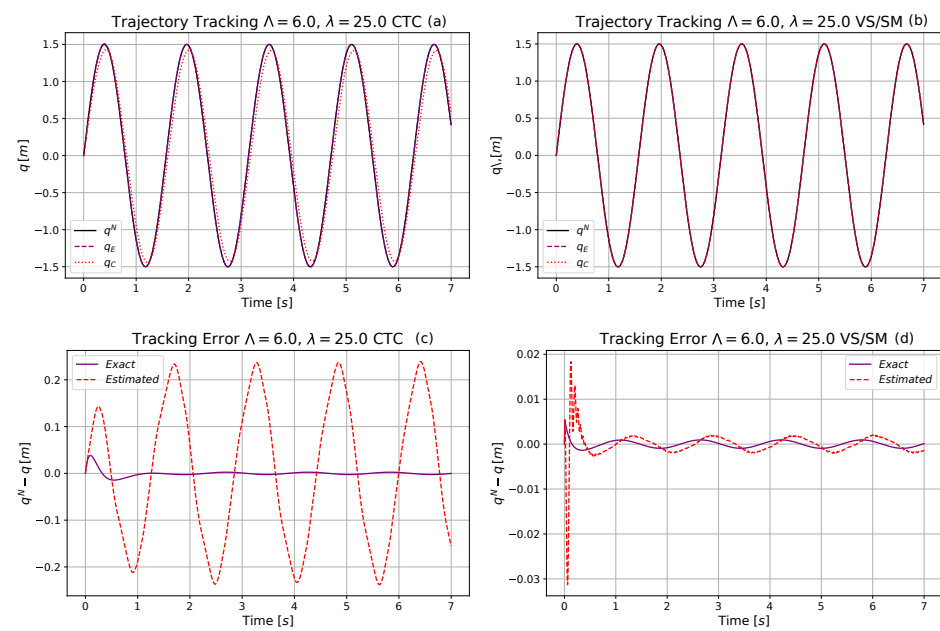 Trajectory Tracking Λ = 6.0, λ = 25.0 CTC (a)
q [m]
1.5
1.0
0.5
0.0
−0.5
−1.0
−1.5
q^N
q_E
q_C
0 1 2 3 4 5 6 7
Time [s]
Trajectory Tracking Λ = 6.0, λ = 25.0 VS/SM (b)
q\,[m]
1.5
1.0
0.5
0.0
−0.5
−1.0
−1.5
q^N
q_E
q_C
0 1 2 3 4 5 6 7
Time [s]
Tracking Error Λ = 6.0, λ = 25.0 CTC (c)
q^N − q [m]
0.2
0.1
0.0
−0.1
−0.2
Exact
Estimated
0 1 2 3 4 5 6 7
Time [s]
Tracking Error Λ = 6.0, λ = 25.0 VS/SM (d)
q^N − q [m]
0.02
0.01
0.00
−0.01
−0.02
−0.03
Exact
Estimated
0 1 2 3 4 5 6 7
Time [s]